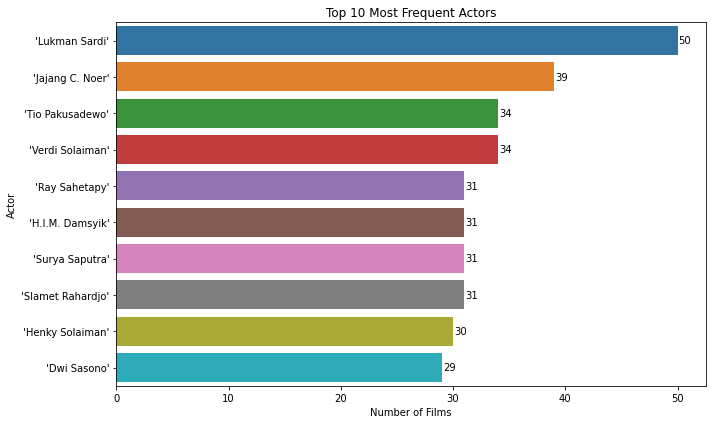 Top 10 Most Frequent Actors
Actor
'Lukman Sardi' 50
'Jajang C. Noer' 39
'Tio Pakusadewo' 34
'Verdi Solaiman' 34
'Ray Sahetapy' 31
'H.I.M. Damsyik' 31
'Surya Saputra' 31
'Slamet Rahardjo' 31
'Henky Solaiman' 30
'Dwi Sasono' 29
0 10 20 30 40 50
Number of Films